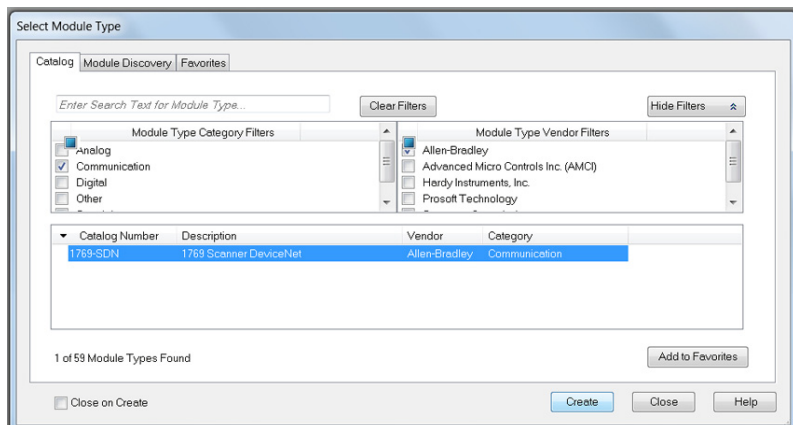 Select Module Type
Catalog Module Discovery Favorites
Enter Search Text for Module Type... Clear Filters Hide Filters
Module Type Category Filters Module Type Vendor Filters
Analog Allen-Bradley
Communication Advanced Micro Controls Inc. (AMCI)
Digital Hardy Instruments, Inc.
Other Prosoft Technology
Catalog Number Description Vendor Category
1769-SDN 1769 Scanner DeviceNet Allen-Bradley Communication
1 of 59 Module Types Found Add to Favorites
Close on Create Create Close Help